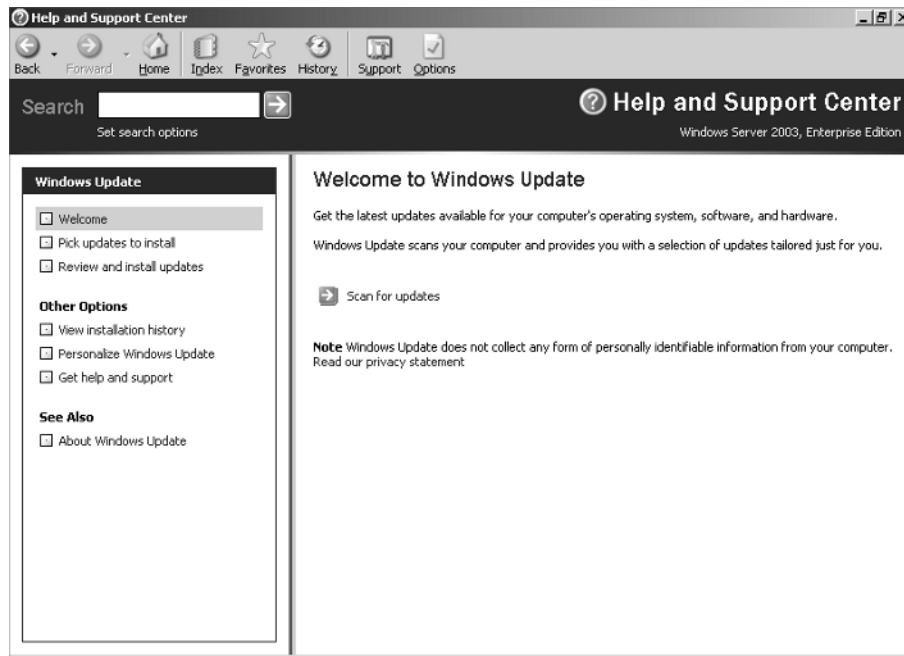 Help and Support Center
Back Forward Home Index Favorites History Support Options
Search
Set search options
Help and Support Center
Windows Server 2003, Enterprise Edition
Windows Update
Welcome
Pick updates to install
Review and install updates
Other Options
View installation history
Personalize Windows Update
Get help and support
See Also
About Windows Update
Welcome to Windows Update
Get the latest updates available for your computer's operating system, software, and hardware.
Windows Update scans your computer and provides you with a selection of updates tailored just for you.
Scan for updates
Note Windows Update does not collect any form of personally identifiable information from your computer.
Read our privacy statement